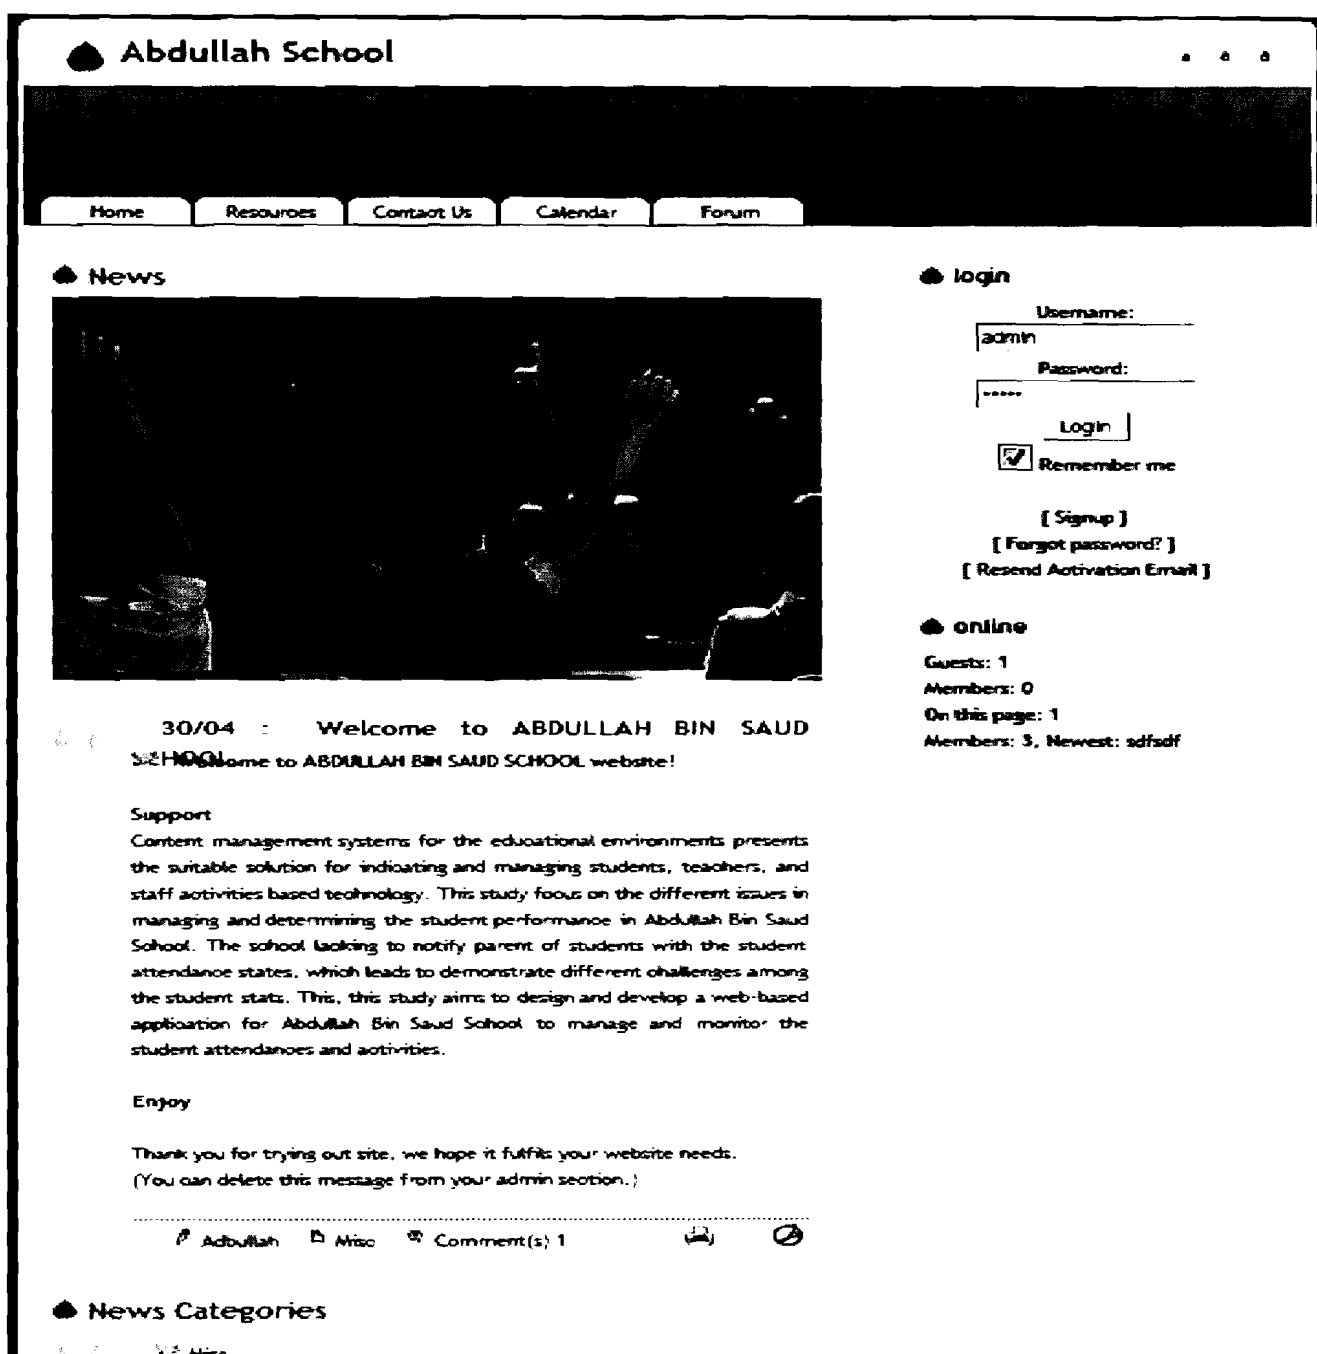 Abdullah School
a a a
Home Resources Contact Us Calendar Forum
News
30/04 : Welcome to ABDULLAH BIN SAUD
SCHOOL
Welcome to ABDULLAH BIN SAUD SCHOOL website!
Support
Content management systems for the educational environments presents
the suitable solution for indicating and managing students, teachers, and
staff activities based technology. This study focus on the different issues in
managing and determining the student performance in Abdullah Bin Saud
School. The school lacking to notify parent of students with the student
attendance states, which leads to demonstrate different challenges among
the student stats. This, this study aims to design and develop a web-based
application for Abdullah Bin Saud School to manage and monitor the
student attendances and activities.
Enjoy
Thank you for trying out site, we hope it fulfils your website needs.
(You can delete this message from your admin section.)
Adbullah Misc Comment(s) 1
News Categories
Misc
login
Username:
admin
Password:
Login
Remember me
[ Signup ]
[ Forgot password? ]
[ Resend Activation Email ]
online
Guests: 1
Members: 0
On this page: 1
Members: 3, Newest: sdfsdf